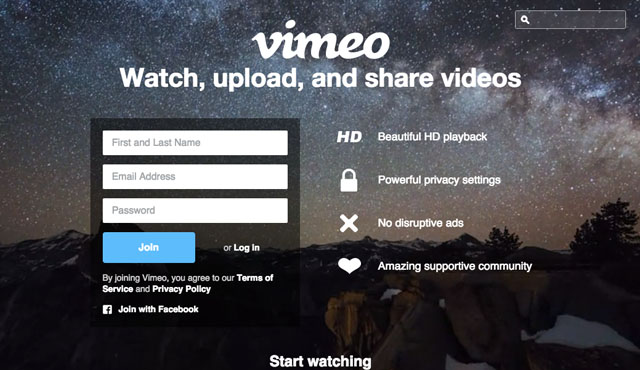 vimeo
Watch, upload, and share videos
First and Last Name
Email Address
Password
Join
or Log In
By joining Vimeo, you agree to our Terms of
Service and Privacy Policy
Join with Facebook
HD
Beautiful HD playback
Powerful privacy settings
No disruptive ads
Amazing supportive community
Start watching